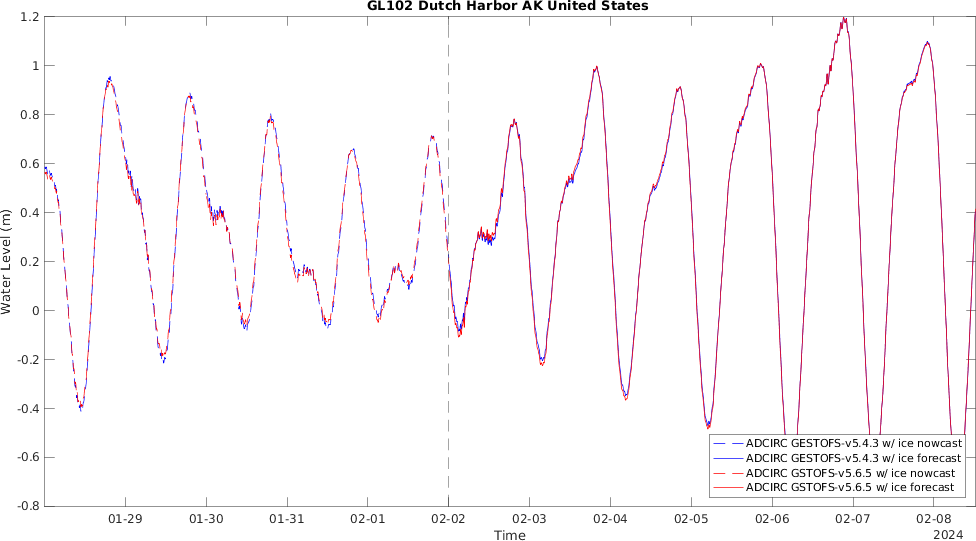 GL102 Dutch Harbor AK United States
1.2
1
0.8
0.6
0.4
0.2
0
-0.2
-0.4
-0.6
-0.8
Water Level (m)
ADCIRC GESTOFS-v5.4.3 w/ ice nowcast
ADCIRC GESTOFS-v5.4.3 w/ ice forecast
ADCIRC GSTOFS-v5.6.5 w/ ice nowcast
ADCIRC GSTOFS-v5.6.5 w/ ice forecast
01-29 01-30 01-31 02-01 02-02 02-03 02-04 02-05 02-06 02-07 02-08
Time
2024